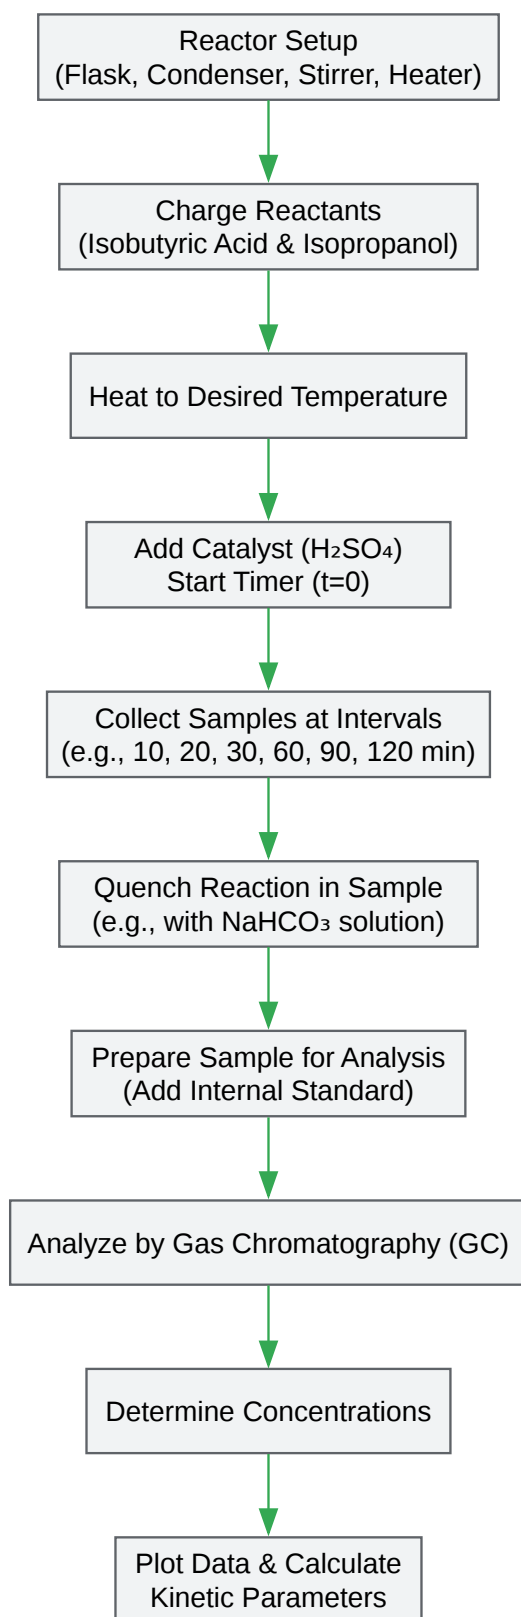 Reactor Setup
(Flask, Condenser, Stirrer, Heater)
Charge Reactants
(Isobutyric Acid & Isopropanol)
Heat to Desired Temperature
Add Catalyst (H₂SO₄)
Start Timer (t=0)
Collect Samples at Intervals
(e.g., 10, 20, 30, 60, 90, 120 min)
Quench Reaction in Sample
(e.g., with NaHCO₃ solution)
Prepare Sample for Analysis
(Add Internal Standard)
Analyze by Gas Chromatography (GC)
Determine Concentrations
Plot Data & Calculate
Kinetic Parameters